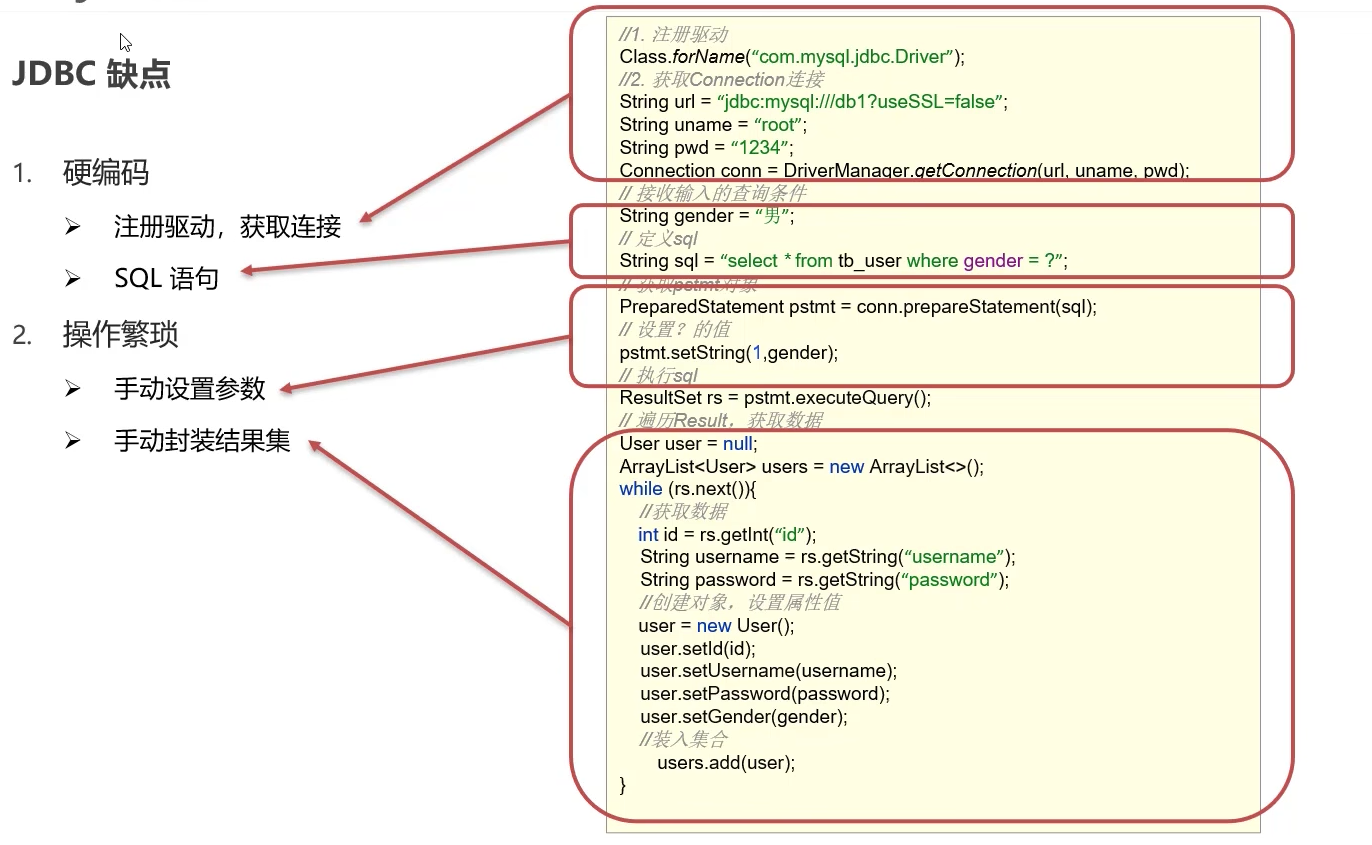 JDBC 缺点
1. 硬编码
➢ 注册驱动，获取连接
➢ SQL 语句
2. 操作繁琐
➢ 手动设置参数
➢ 手动封装结果集
//1. 注册驱动
Class.forName(“com.mysql.jdbc.Driver”);
//2. 获取Connection连接
String url = “jdbc:mysql:///db1?useSSL=false”;
String uname = “root”;
String pwd = “1234”;
Connection conn = DriverManager.getConnection(url, uname, pwd);
// 接收输入的查询条件
String gender = “男”;
// 定义sql
String sql = “select * from tb_user where gender = ?”;
// 获取pstmt对象
PreparedStatement pstmt = conn.prepareStatement(sql);
// 设置？的值
pstmt.setString(1,gender);
// 执行sql
ResultSet rs = pstmt.executeQuery();
// 遍历Result，获取数据
User user = null;
ArrayList<User> users = new ArrayList<>();
while (rs.next()){
//获取数据
int id = rs.getInt(“id”);
String username = rs.getString(“username”);
String password = rs.getString(“password”);
//创建对象，设置属性值
user = new User();
user.setId(id);
user.setUsername(username);
user.setPassword(password);
user.setGender(gender);
//装入集合
users.add(user);
}